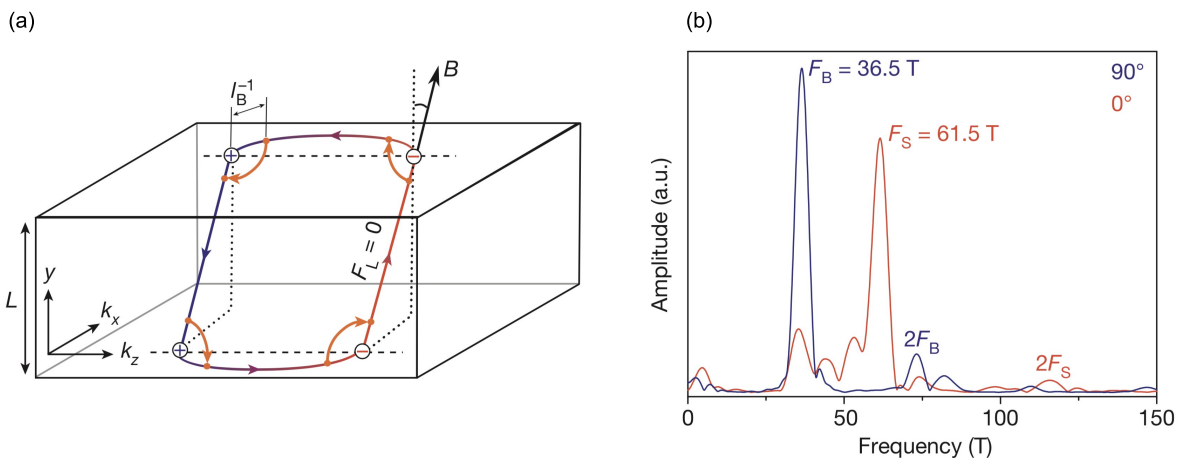 (a)
B
l_B^{-1}
+
−
F_L = 0
L
y
k_x
k_z
+
−
(b)
F_B = 36.5 T
90°
0°
F_S = 61.5 T
2F_B
2F_S
Amplitude (a.u.)
0
50
100
150
Frequency (T)